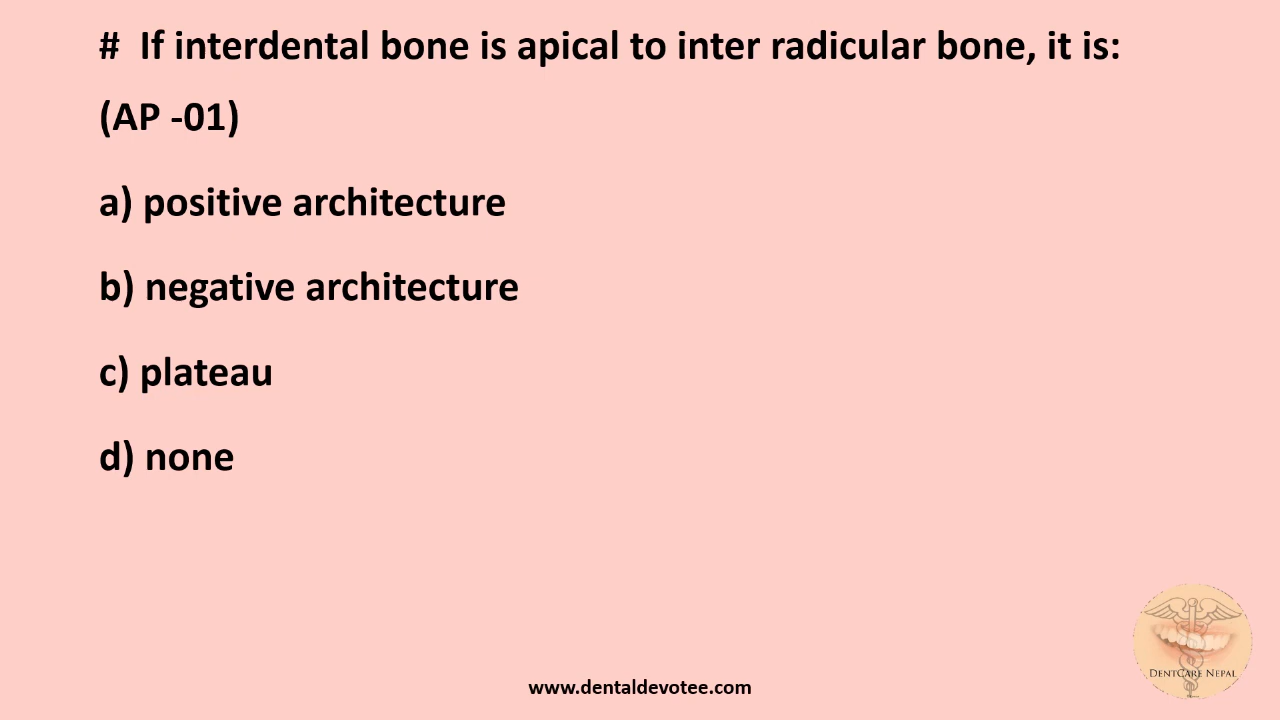 # If interdental bone is apical to inter radicular bone, it is:
(AP -01)
a) positive architecture
b) negative architecture
c) plateau
d) none
DENTCARE NEPAL
www.dentaldevotee.com